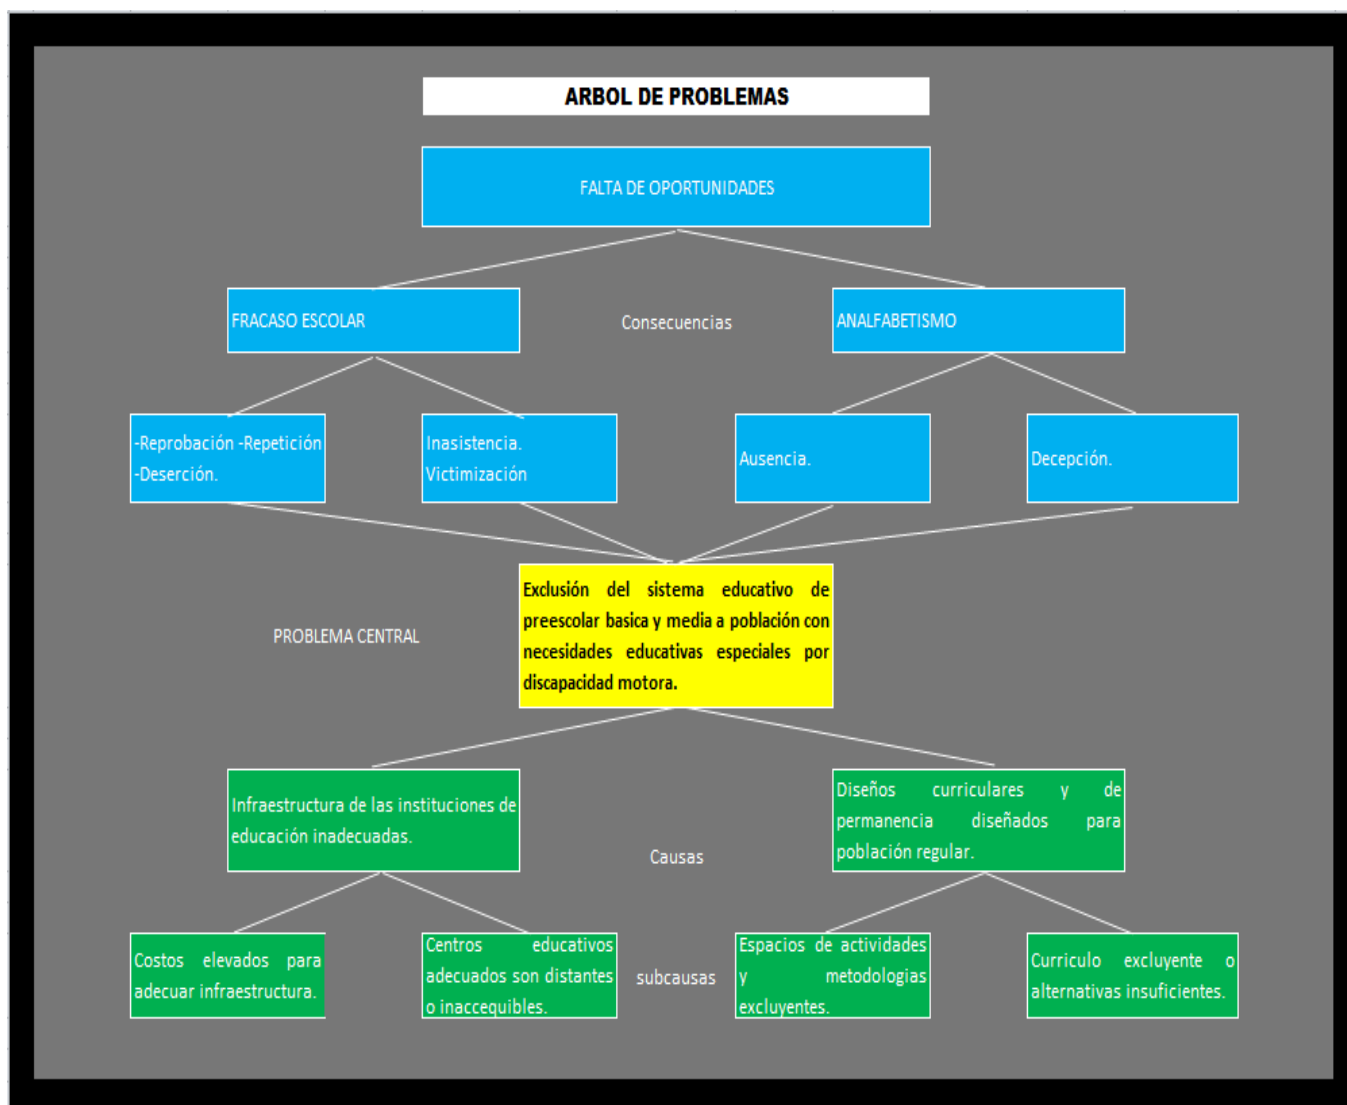 ARBOL DE PROBLEMAS
FALTA DE OPORTUNIDADES
FRACASO ESCOLAR
Consecuencias
ANALFABETISMO
-Reprobación -Repetición
-Deserción.
Inasistencia.
Victimización
Ausencia.
Decepción.
Exclusión del sistema educativo de
preescolar basica y media a población con
necesidades educativas especiales por
discapacidad motora.
PROBLEMA CENTRAL
Infraestructura de las instituciones de
educación inadecuadas.
Causas
Diseños curriculares y de
permanencia diseñados para
población regular.
Costos elevados para
adecuar infraestructura.
Centros educativos
adecuados son distantes
o inaccequibles.
subcausas
Espacios de actividades
y metodologias
excluyentes.
Curriculo excluyente o
alternativas insuficientes.